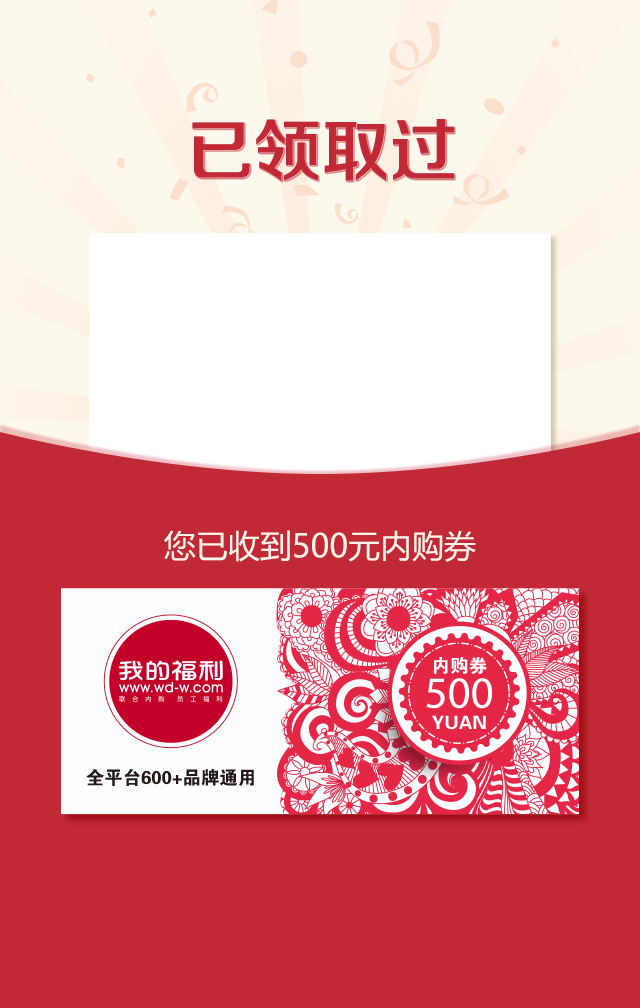 已领取过
您已收到500元内购券
我的福利
www.wd-w.com
联合内购 员工福利
全平台600+品牌通用
内购券
500
YUAN